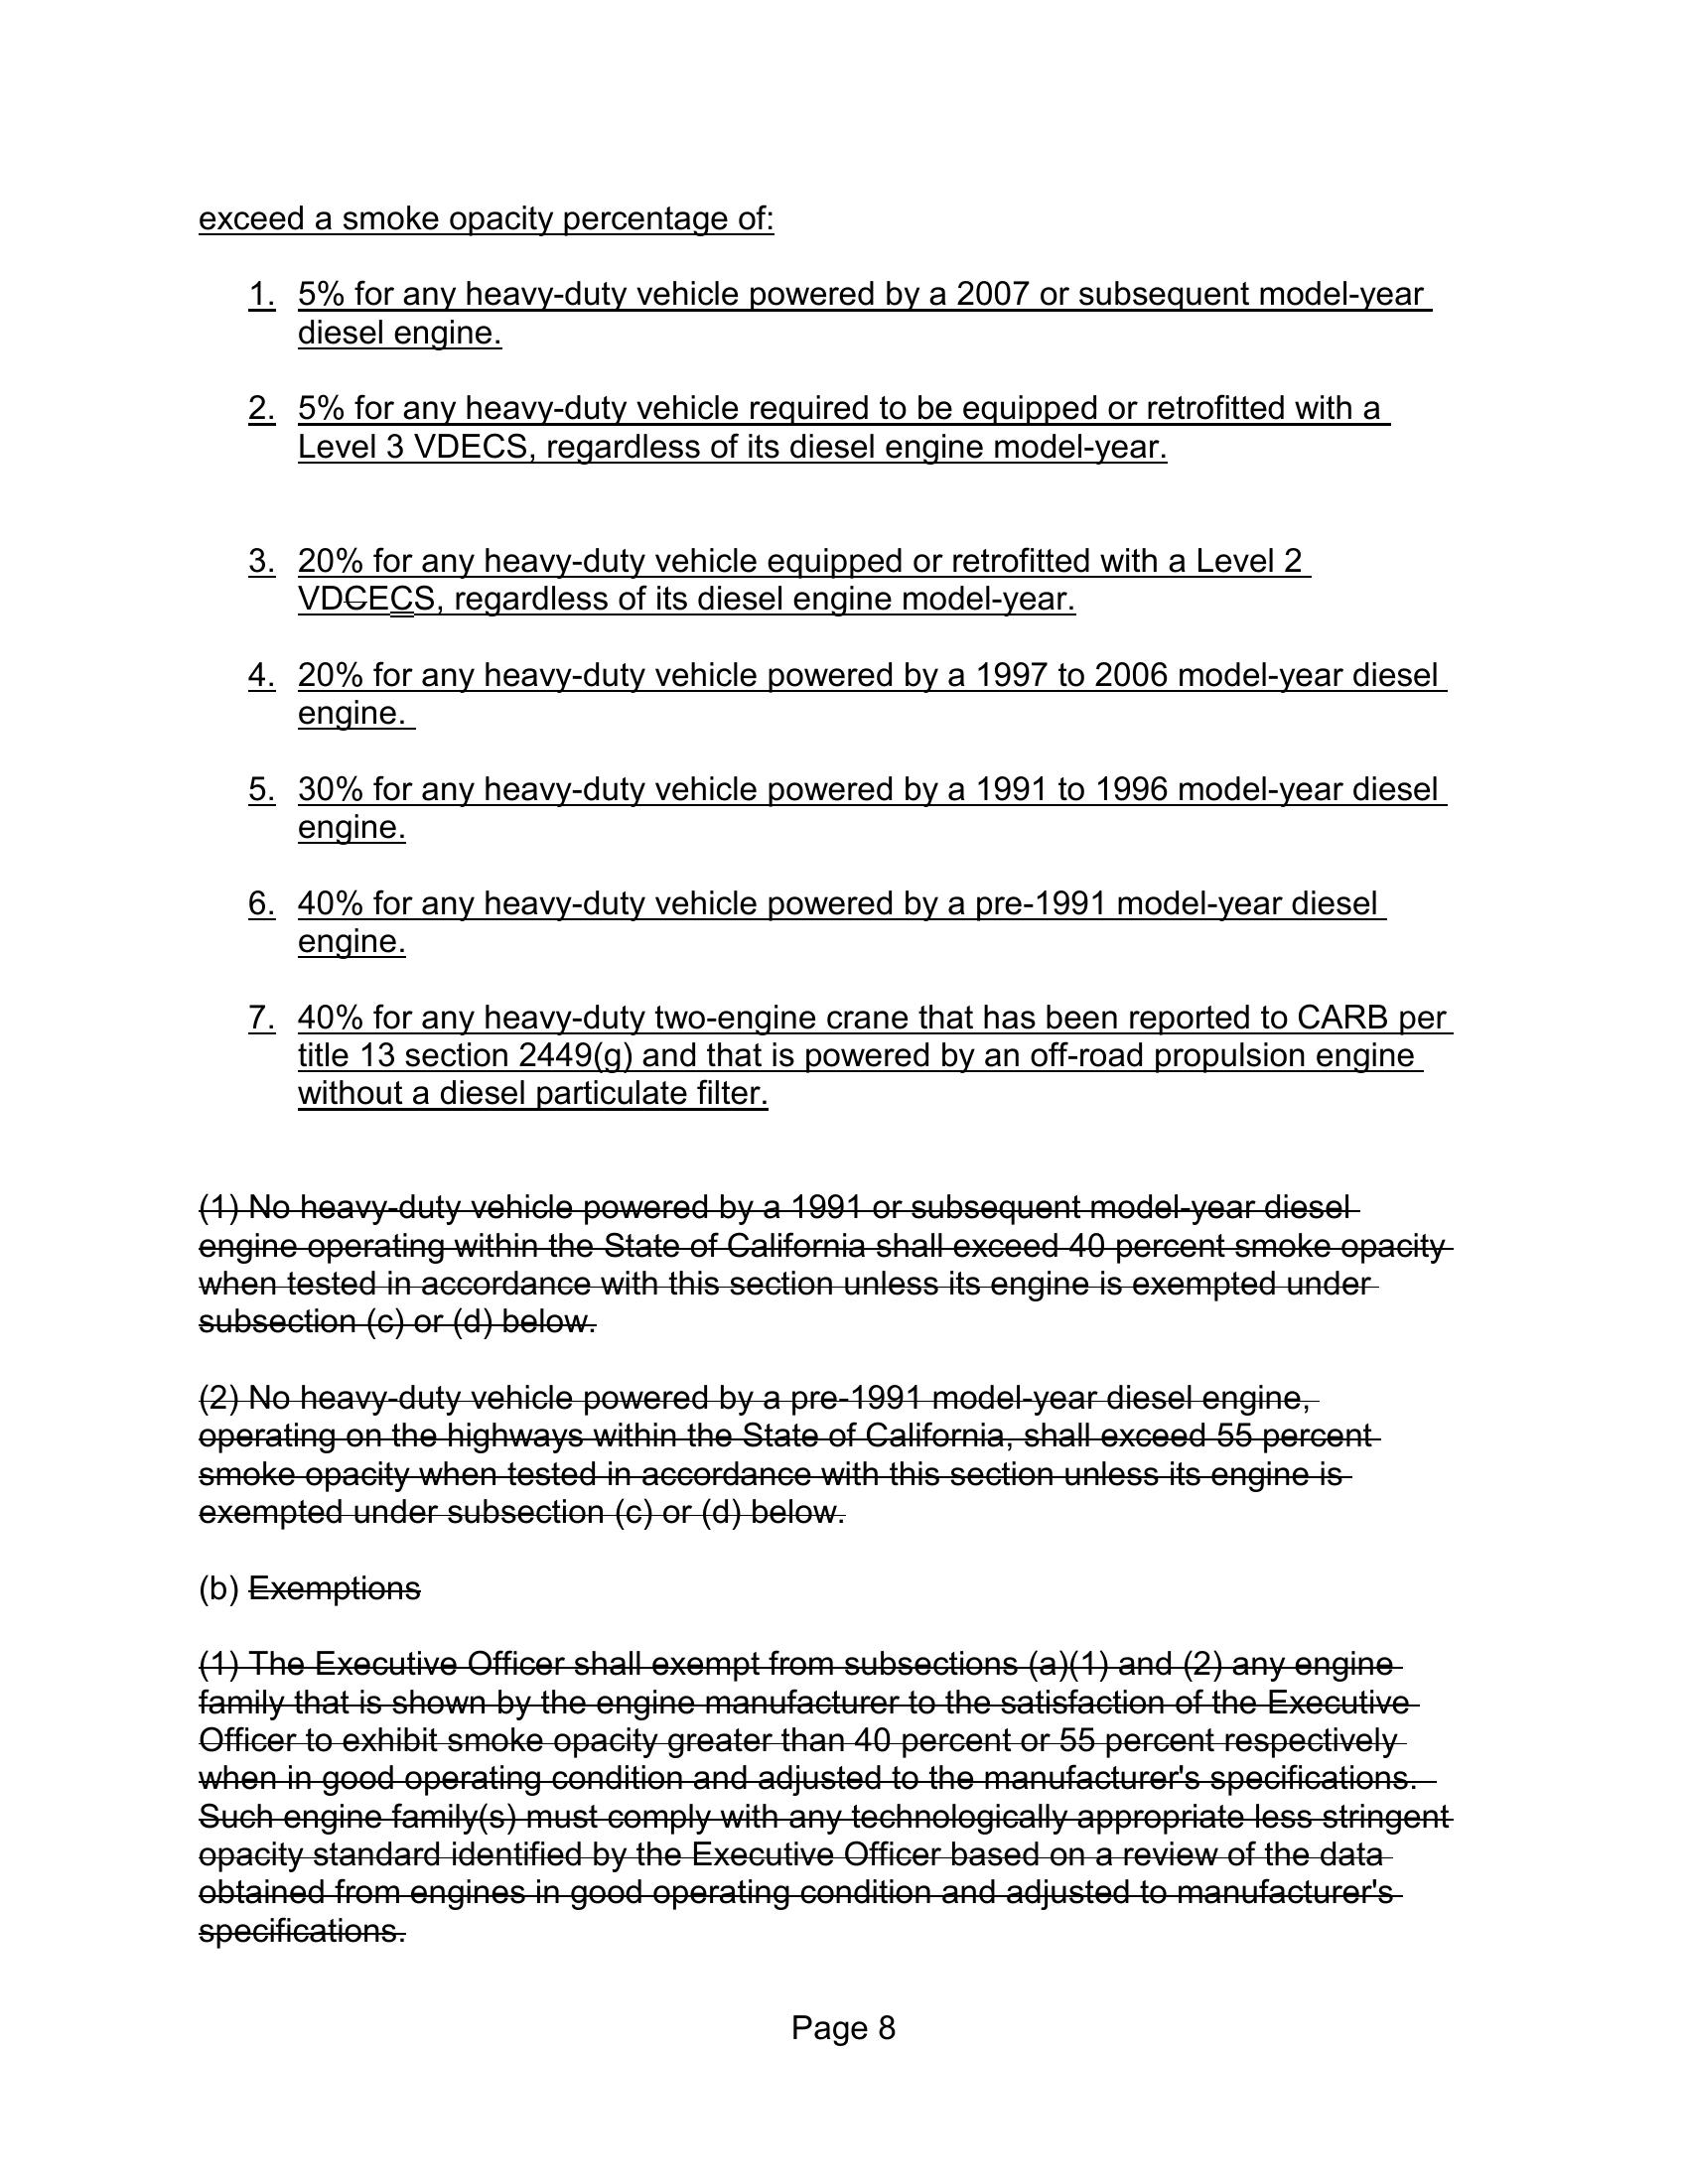 exceed a smoke opacity percentage of:
1. 5% for any heavy-duty vehicle powered by a 2007 or subsequent model-year
diesel engine.
2. 5% for any heavy-duty vehicle required to be equipped or retrofitted with a
Level 3 VDECS, regardless of its diesel engine model-year.
3. 20% for any heavy-duty vehicle equipped or retrofitted with a Level 2
VDCECS, regardless of its diesel engine model-year.
4. 20% for any heavy-duty vehicle powered by a 1997 to 2006 model-year diesel
engine.
5. 30% for any heavy-duty vehicle powered by a 1991 to 1996 model-year diesel
engine.
6. 40% for any heavy-duty vehicle powered by a pre-1991 model-year diesel
engine.
7. 40% for any heavy-duty two-engine crane that has been reported to CARB per
title 13 section 2449(g) and that is powered by an off-road propulsion engine
without a diesel particulate filter.
(1) No heavy-duty vehicle powered by a 1991 or subsequent model-year diesel
engine operating within the State of California shall exceed 40 percent smoke opacity
when tested in accordance with this section unless its engine is exempted under
subsection (c) or (d) below.
(2) No heavy-duty vehicle powered by a pre-1991 model-year diesel engine,
operating on the highways within the State of California, shall exceed 55 percent
smoke opacity when tested in accordance with this section unless its engine is
exempted under subsection (c) or (d) below.
(b) Exemptions
(1) The Executive Officer shall exempt from subsections (a)(1) and (2) any engine
family that is shown by the engine manufacturer to the satisfaction of the Executive
Officer to exhibit smoke opacity greater than 40 percent or 55 percent respectively
when in good operating condition and adjusted to the manufacturer's specifications.
Such engine family(s) must comply with any technologically appropriate less stringent
opacity standard identified by the Executive Officer based on a review of the data
obtained from engines in good operating condition and adjusted to manufacturer's
specifications.
Page 8